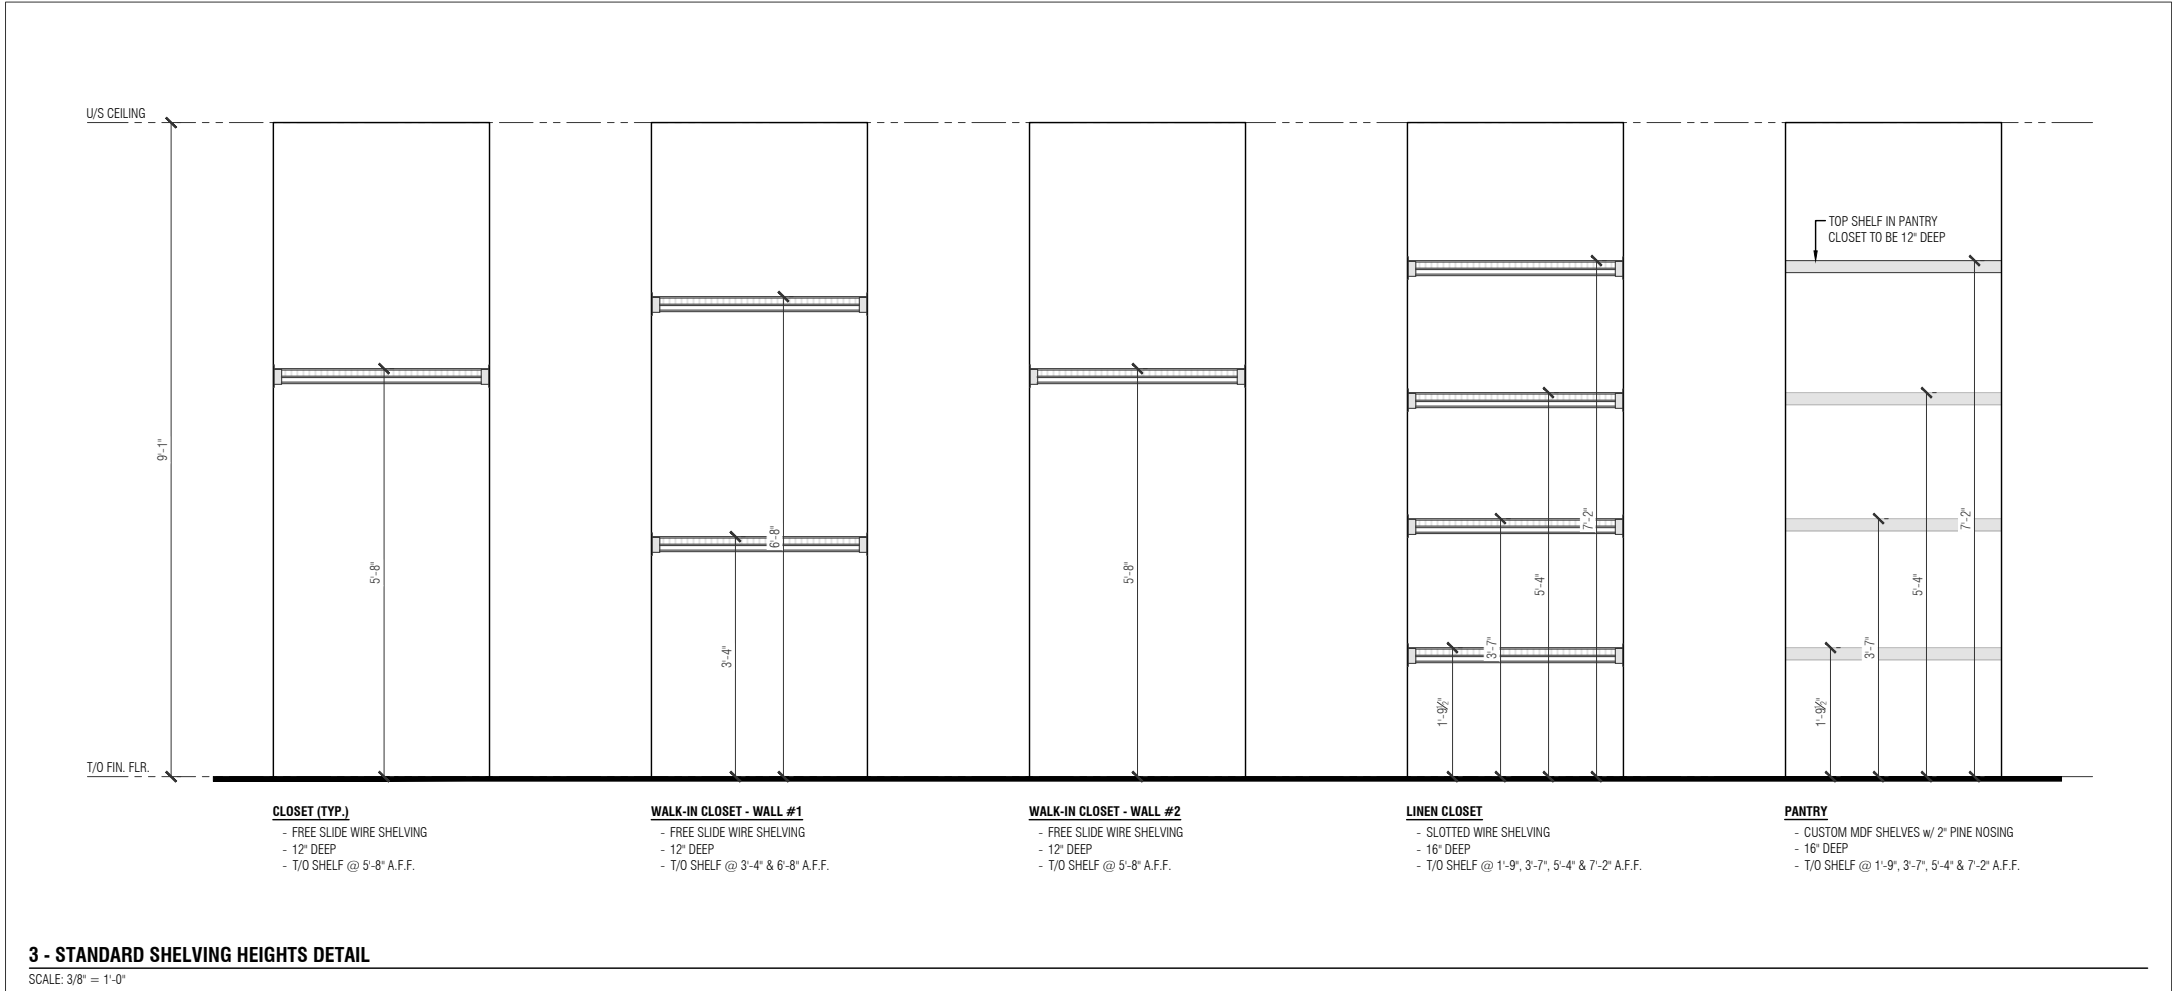 U/S CEILING
TOP SHELF IN PANTRY
CLOSET TO BE 12" DEEP
9'-1"
5'-8"
3'-4"
6'-8"
5'-8"
1'-9½"
3'-7"
5'-4"
7'-2"
1'-9½"
3'-7"
5'-4"
7'-2"
T/O FIN. FLR.
CLOSET (TYP.)
- FREE SLIDE WIRE SHELVING
- 12" DEEP
- T/O SHELF @ 5'-8" A.F.F.
WALK-IN CLOSET - WALL #1
- FREE SLIDE WIRE SHELVING
- 12" DEEP
- T/O SHELF @ 3'-4" & 6'-8" A.F.F.
WALK-IN CLOSET - WALL #2
- FREE SLIDE WIRE SHELVING
- 12" DEEP
- T/O SHELF @ 5'-8" A.F.F.
LINEN CLOSET
- SLOTTED WIRE SHELVING
- 16" DEEP
- T/O SHELF @ 1'-9", 3'-7", 5'-4" & 7'-2" A.F.F.
PANTRY
- CUSTOM MDF SHELVES w/ 2" PINE NOSING
- 16" DEEP
- T/O SHELF @ 1'-9", 3'-7", 5'-4" & 7'-2" A.F.F.
3 - STANDARD SHELVING HEIGHTS DETAIL
SCALE: 3/8" = 1'-0"